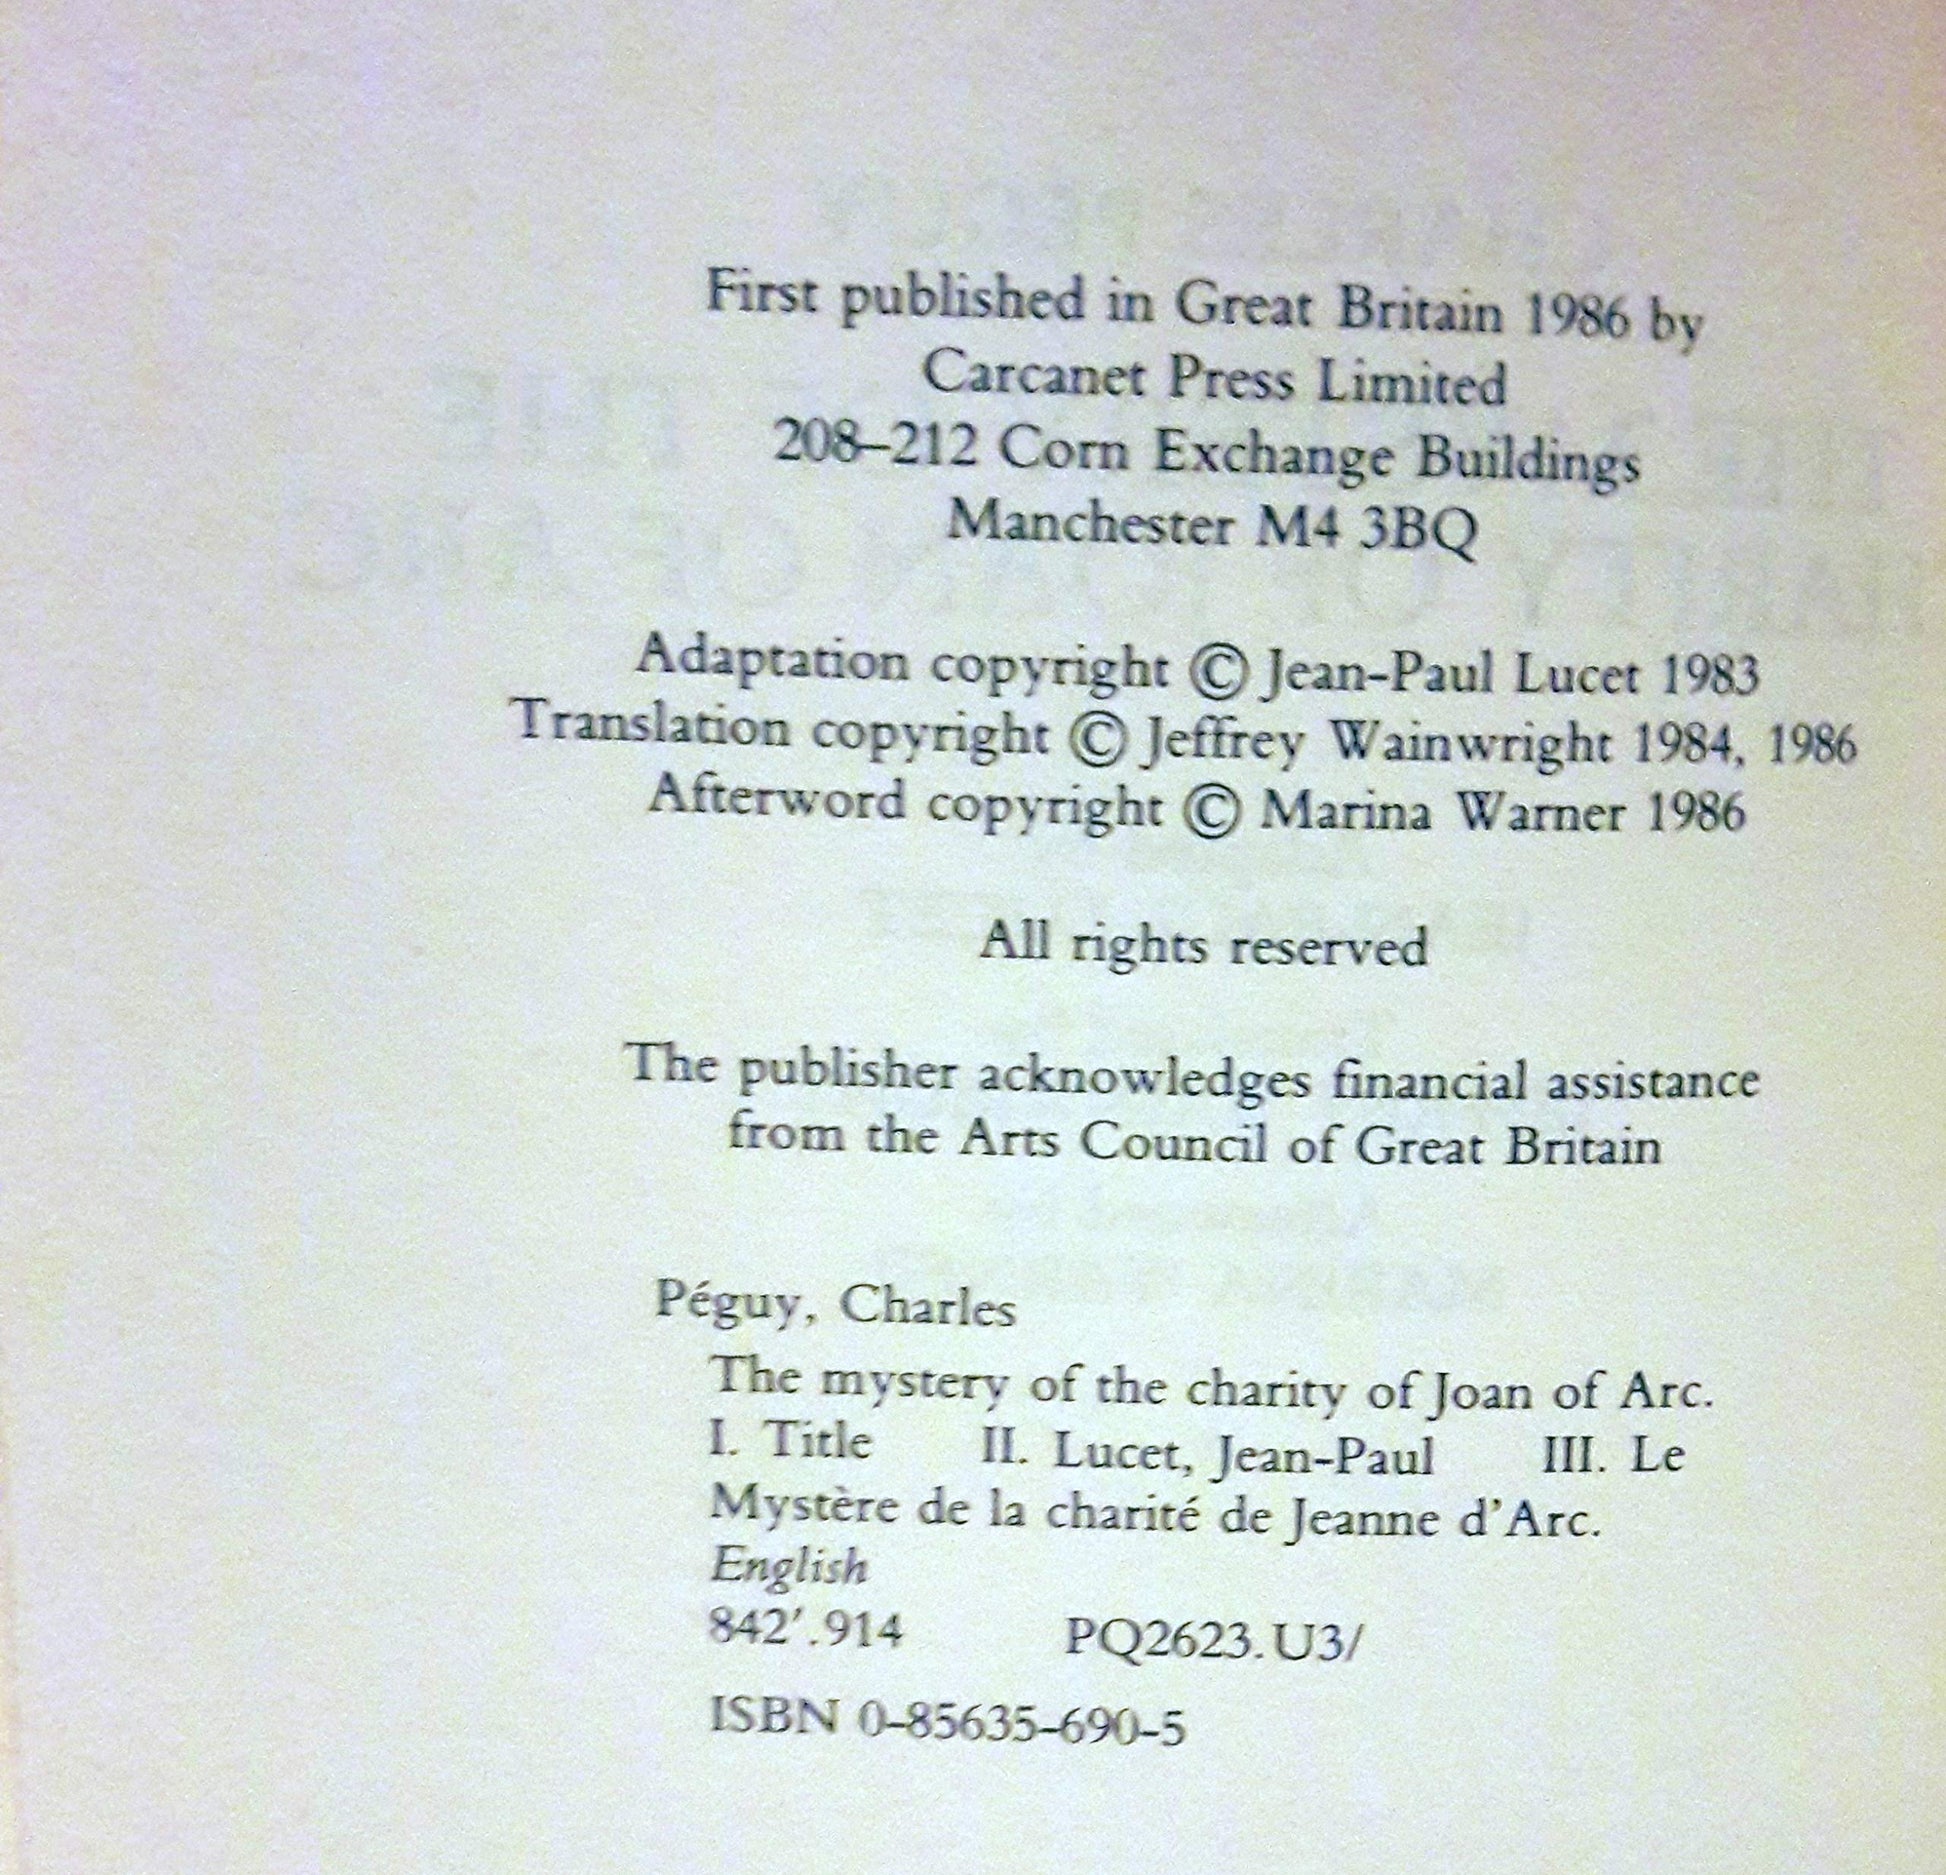 First published in Great Britain 1986 by
Carcanet Press Limited
208–212 Corn Exchange Buildings
Manchester M4 3BQ
Adaptation copyright © Jean-Paul Lucet 1983
Translation copyright © Jeffrey Wainwright 1984, 1986
Afterword copyright © Marina Warner 1986
All rights reserved
The publisher acknowledges financial assistance
from the Arts Council of Great Britain
Péguy, Charles
The mystery of the charity of Joan of Arc.
I. Title II. Lucet, Jean-Paul III. Le
Mystère de la charité de Jeanne d'Arc.
English
842'.914 PQ2623.U3/
ISBN 0-85635-690-5